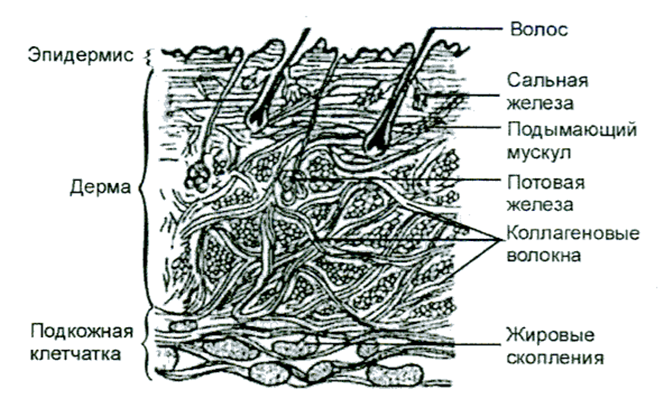 Эпидермис
Дерма
Подкожная
клетчатка
Волос
Сальная
железа
Подымающий
мускул
Потовая
железа
Коллагеновые
волокна
Жировые
скопления